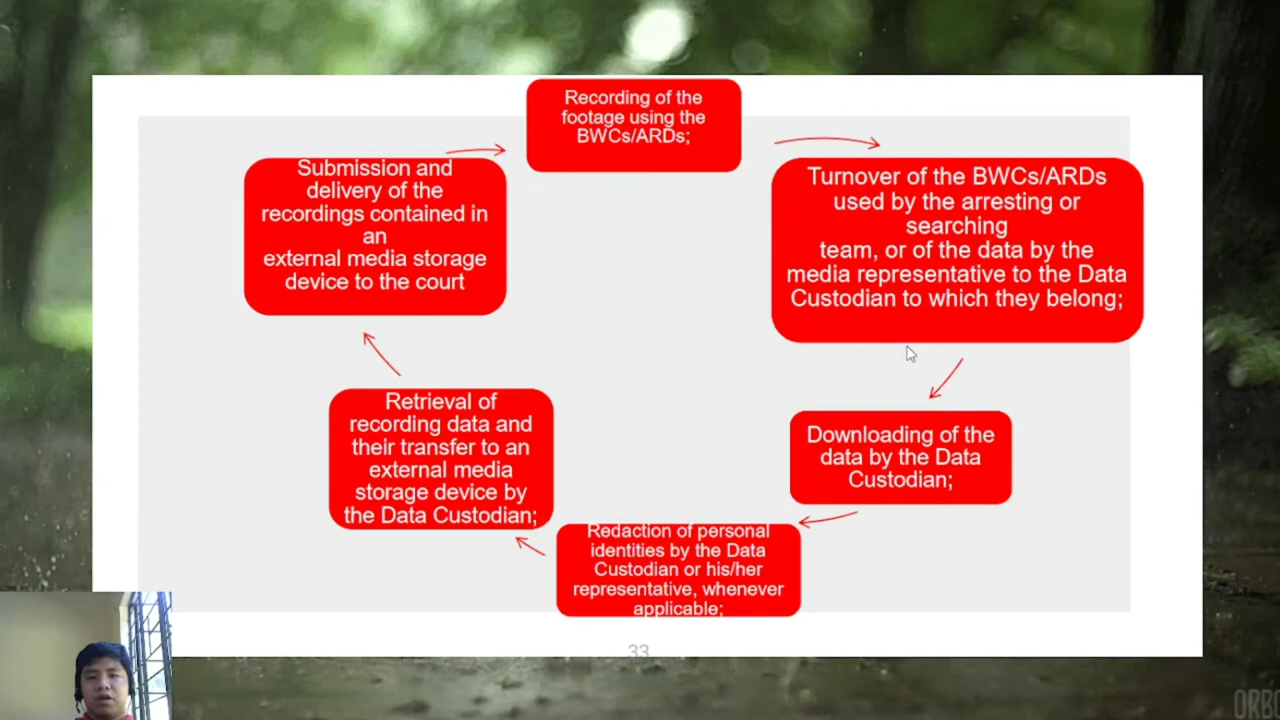 Recording of the
footage using the
BWCs/ARDs;
Turnover of the BWCs/ARDs
used by the arresting or
searching
team, or of the data by the
media representative to the Data
Custodian to which they belong;
Downloading of the
data by the Data
Custodian;
Redaction of personal
identities by the Data
Custodian or his/her
representative, whenever
applicable;
Retrieval of
recording data and
their transfer to an
external media
storage device by
the Data Custodian;
Submission and
delivery of the
recordings contained in
an
external media storage
device to the court
33